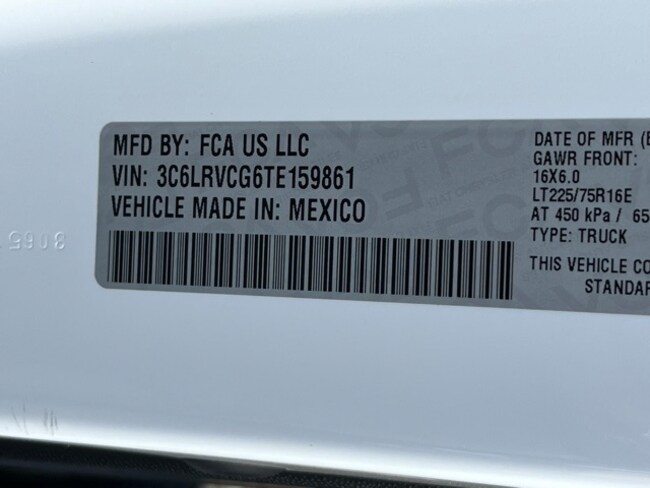 MFD BY: FCA US LLC
VIN: 3C6LRVCG6TE159861
VEHICLE MADE IN: MEXICO
DATE OF MFR (
GAWR FRONT:
16X6.0
LT225/75R16E
AT 450 kPa / 65
TYPE: TRUCK
THIS VEHICLE CO
STANDAR